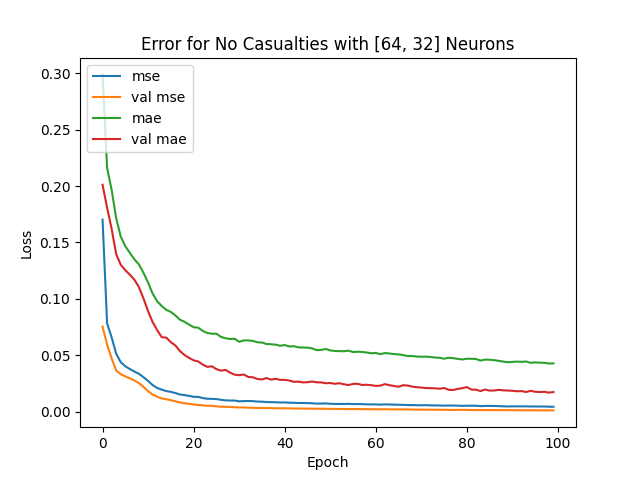 Error for No Casualties with [64, 32] Neurons
mse
val mse
mae
val mae
0.30
0.25
0.20
0.15
0.10
0.05
0.00
Loss
0 20 40 60 80 100
Epoch